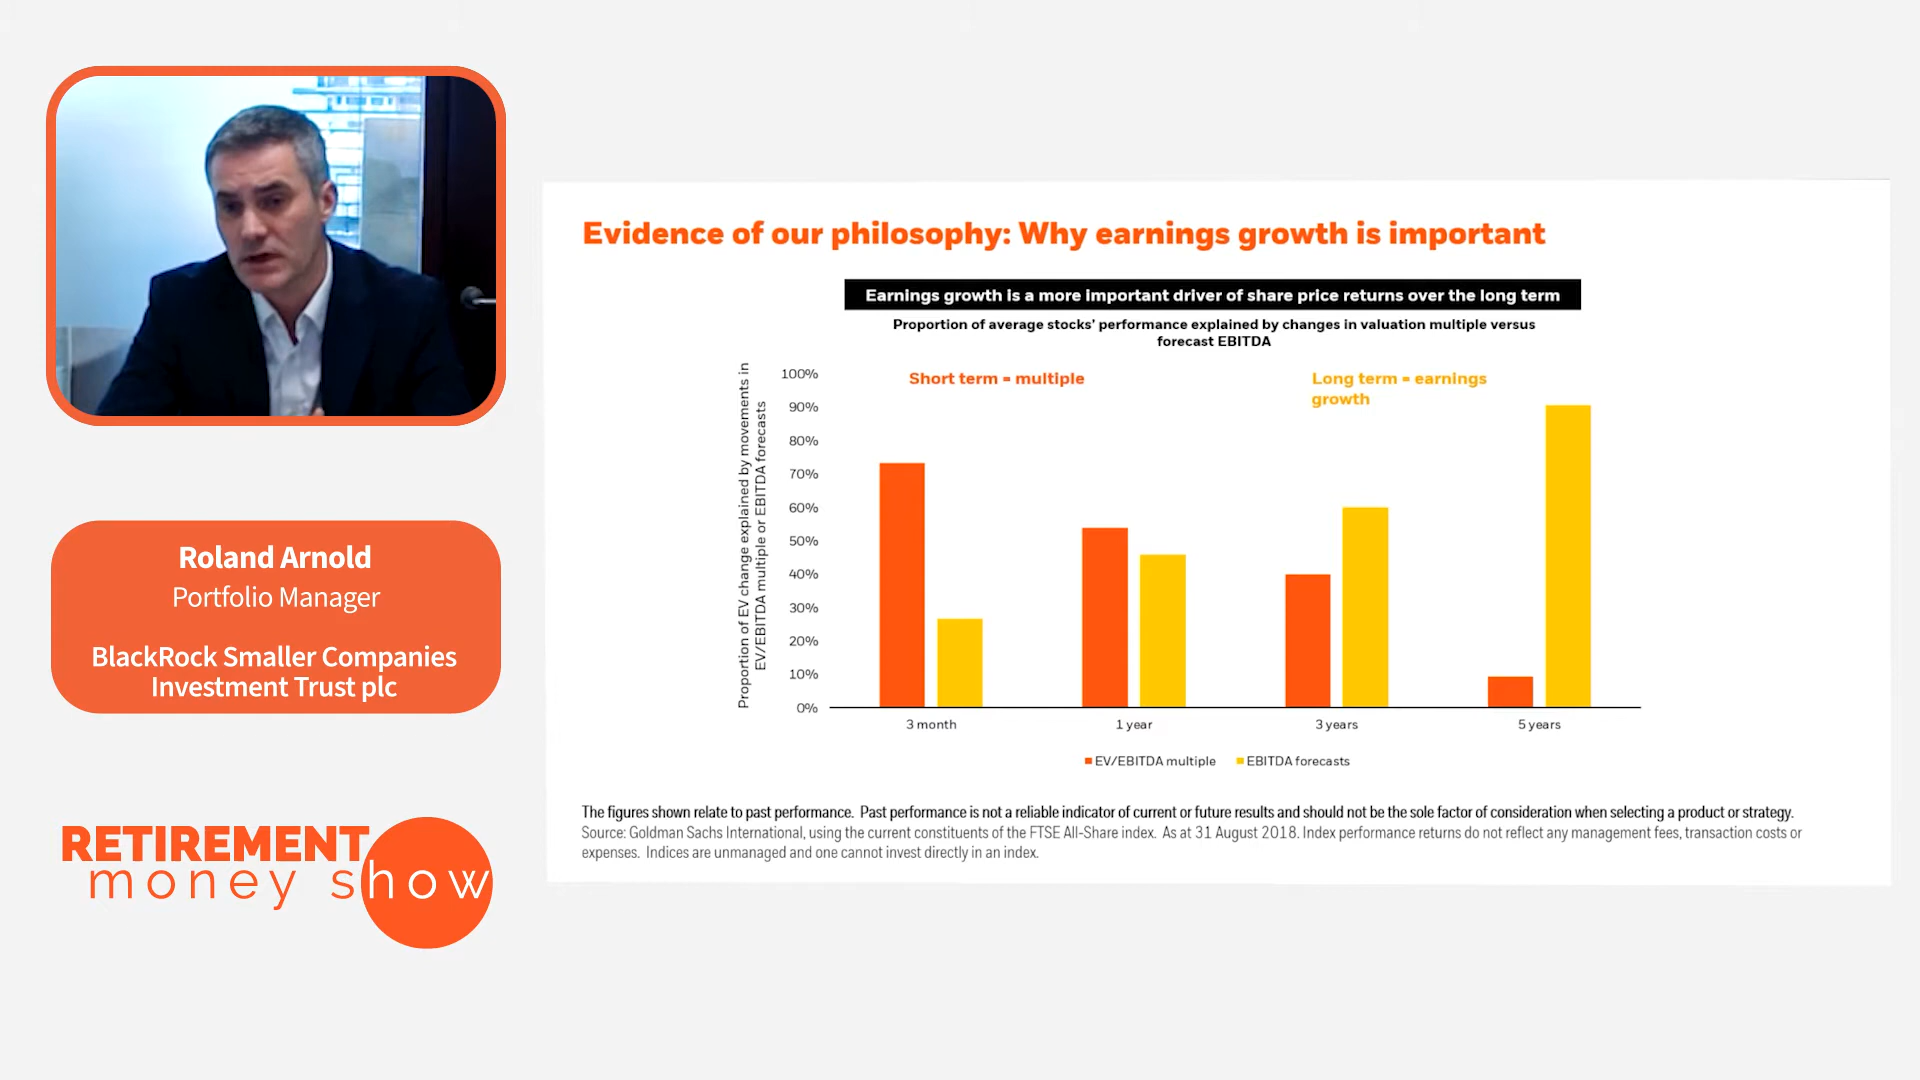 Roland Arnold
Portfolio Manager
BlackRock Smaller Companies
Investment Trust plc
RETIREMENT
money show
Evidence of our philosophy: Why earnings growth is important
Earnings growth is a more important driver of share price returns over the long term
Proportion of average stocks' performance explained by changes in valuation multiple versus
forecast EBITDA
Proportion of EV change explained by movements in
EV/EBITDA multiple or EBITDA forecasts
Short term = multiple
Long term = earnings
growth
100%
90%
80%
70%
60%
50%
40%
30%
20%
10%
0%
3 month
1 year
3 years
5 years
EV/EBITDA multiple
EBITDA forecasts
The figures shown relate to past performance. Past performance is not a reliable indicator of current or future results and should not be the sole factor of consideration when selecting a product or strategy.
Source: Goldman Sachs International, using the current constituents of the FTSE All-Share index. As at 31 August 2018. Index performance returns do not reflect any management fees, transaction costs or
expenses. Indices are unmanaged and one cannot invest directly in an index.